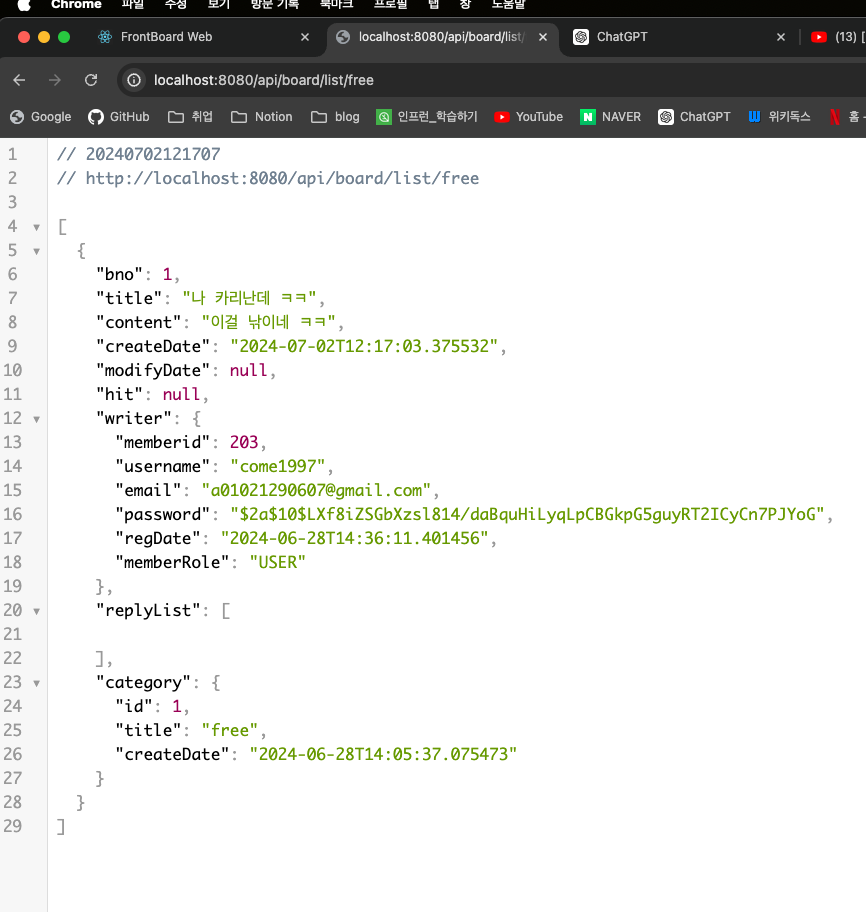 Chrome 파일 수정 보기 방문 기록 북마크 프로필 탭 창 도움말
FrontBoard Web
localhost:8080/api/board/list/
ChatGPT
(13) [
localhost:8080/api/board/list/free
Google GitHub 취업 Notion blog 인프런_학습하기 YouTube NAVER ChatGPT 위키독스 홈 -
1 // 20240702121707
2 // http://localhost:8080/api/board/list/free
3
4 [
5 {
6 "bno": 1,
7 "title": "나 카리난데 ㅋㅋ",
8 "content": "이걸 낚이네 ㅋㅋ",
9 "createDate": "2024-07-02T12:17:03.375532",
10 "modifyDate": null,
11 "hit": null,
12 "writer": {
13 "memberid": 203,
14 "username": "come1997",
15 "email": "a01021290607@gmail.com",
16 "password": "$2a$10$LXf8iZSGbXzsl814/daBquHiLyqLpCBGkpG5guyRT2ICyCn7PJYoG",
17 "regDate": "2024-06-28T14:36:11.401456",
18 "memberRole": "USER"
19 },
20 "replyList": [
21
22 ],
23 "category": {
24 "id": 1,
25 "title": "free",
26 "createDate": "2024-06-28T14:05:37.075473"
27 }
28 }
29 ]